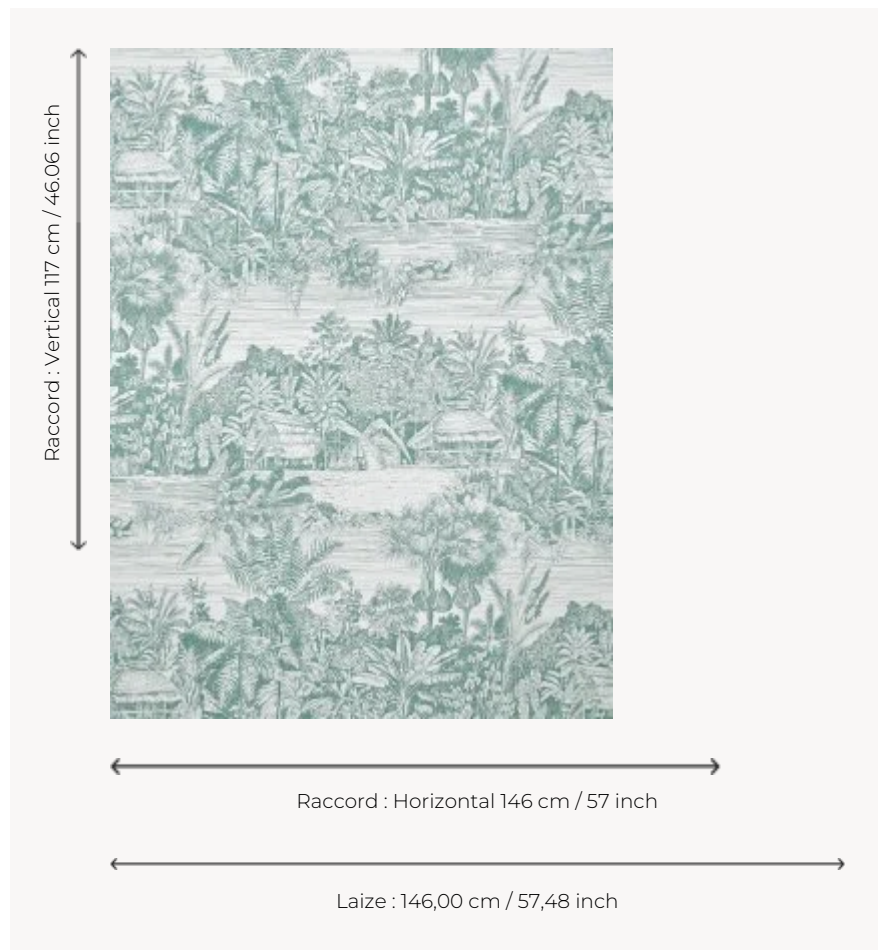 Raccord : Vertical 117 cm / 46.06 inch
Raccord : Horizontal 146 cm / 57 inch
Laize : 146,00 cm / 57,48 inch